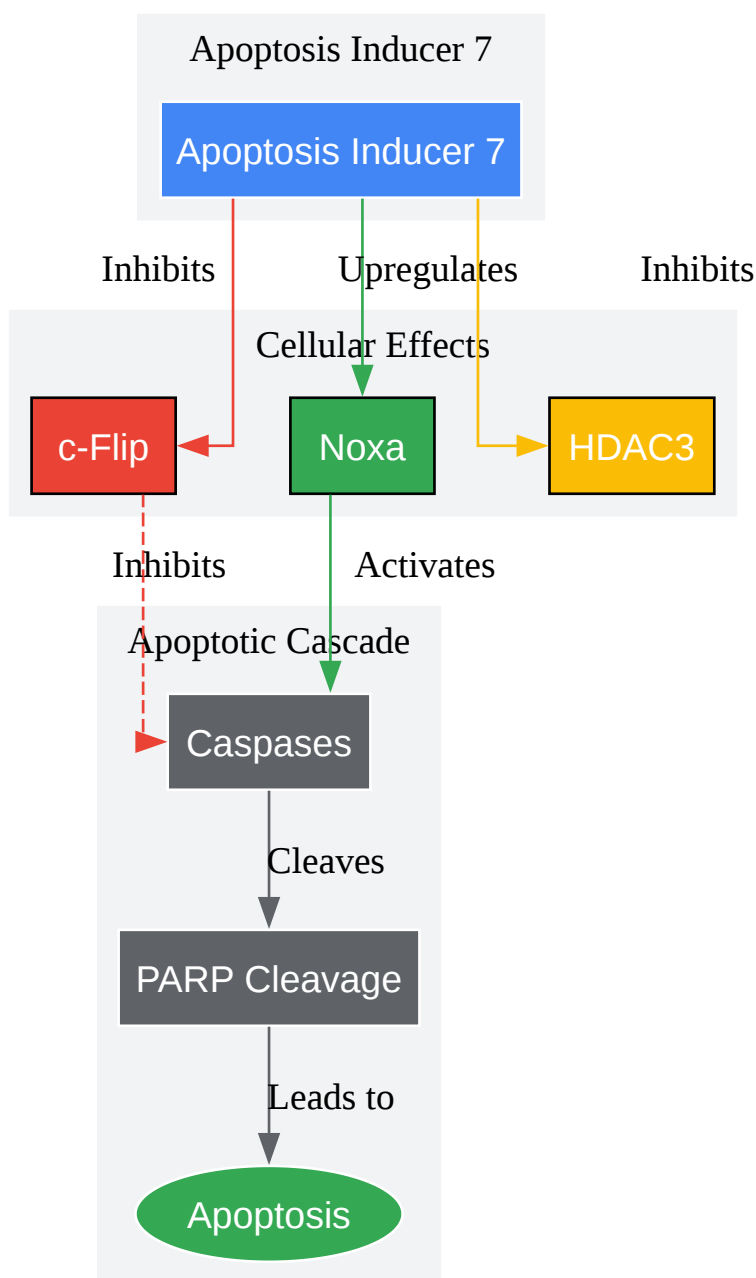 Apoptosis Inducer 7
Apoptosis Inducer 7
Inhibits
Upregulates
Inhibits
Cellular Effects
c-Flip
Noxa
HDAC3
Inhibits
Activates
Apoptotic Cascade
Caspases
Cleaves
PARP Cleavage
Leads to
Apoptosis